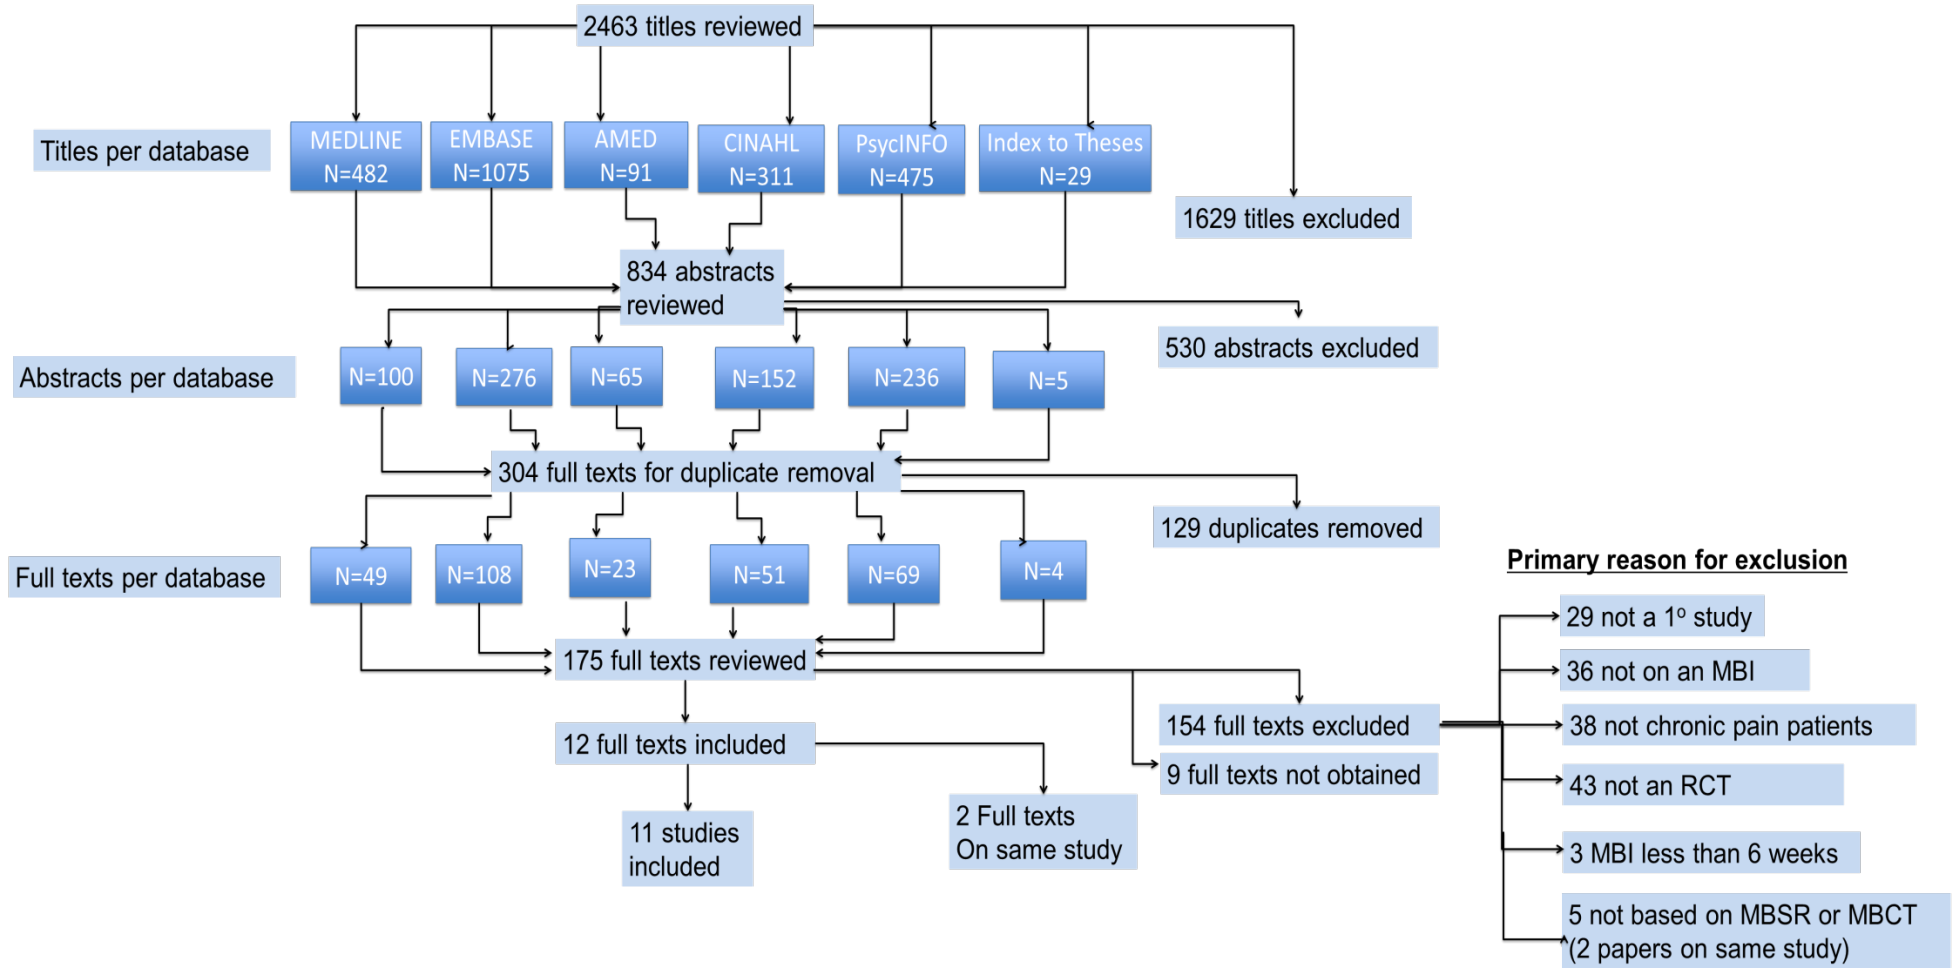 2463 titles reviewed
Titles per database
MEDLINE
N=482
EMBASE
N=1075
AMED
N=91
CINAHL
N=311
PsycINFO
N=475
Index to Theses
N=29
1629 titles excluded
834 abstracts
reviewed
530 abstracts excluded
Abstracts per database
N=100
N=276
N=65
N=152
N=236
N=5
304 full texts for duplicate removal
129 duplicates removed
Full texts per database
N=49
N=108
N=23
N=51
N=69
N=4
175 full texts reviewed
12 full texts included
154 full texts excluded
9 full texts not obtained
11 studies
included
2 Full texts
On same study
Primary reason for exclusion
29 not a 1º study
36 not on an MBI
38 not chronic pain patients
43 not an RCT
3 MBI less than 6 weeks
5 not based on MBSR or MBCT
(2 papers on same study)